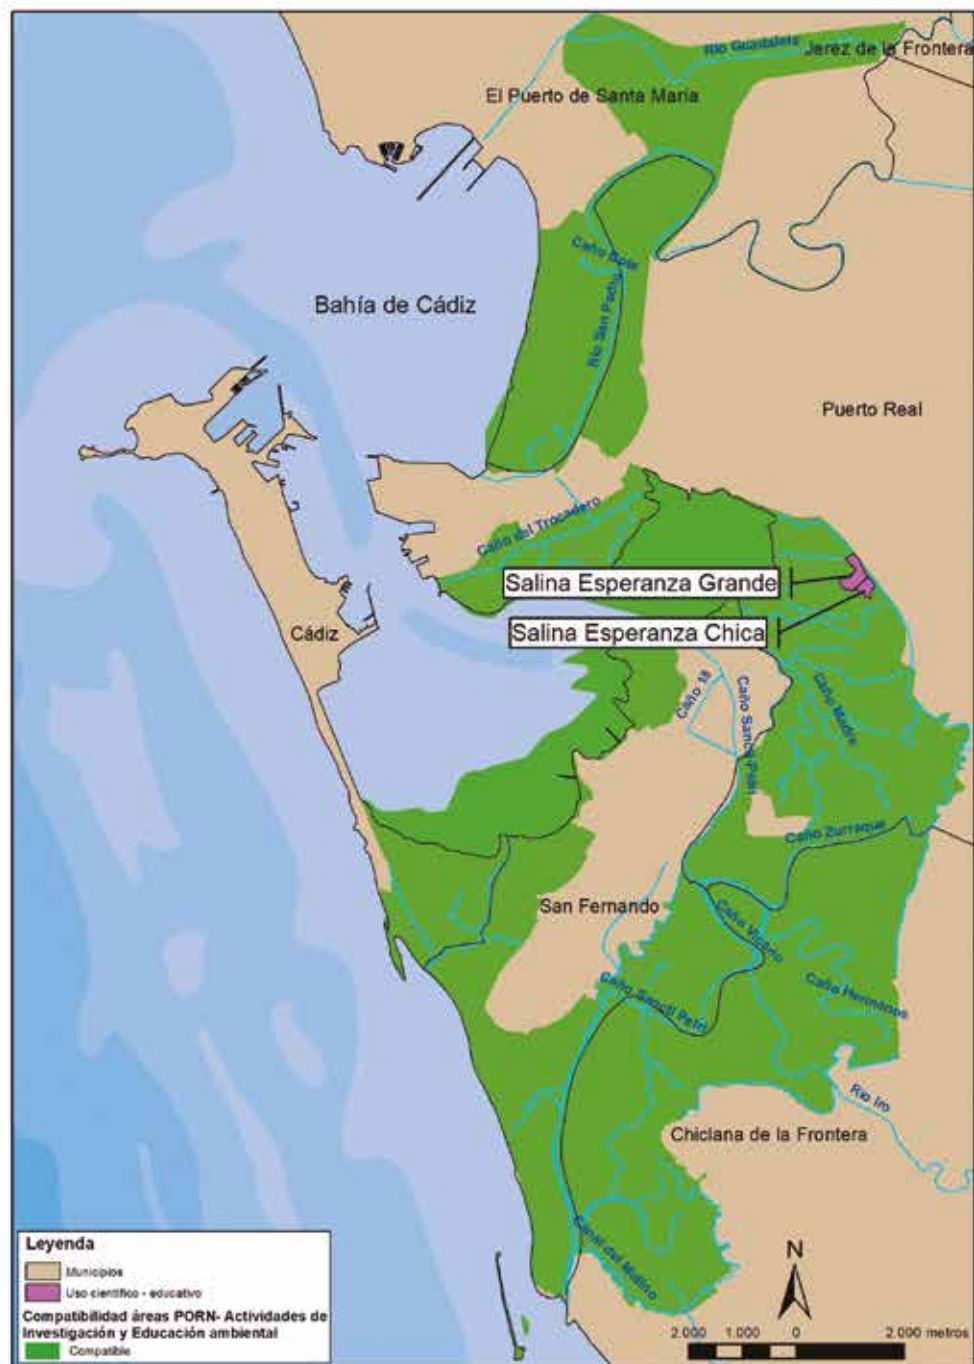 Río Guadalete
Jerez de la Frontera
El Puerto de Santa María
Caño Bote
Bahía de Cádiz
Río San Pedro
Puerto Real
Caño del Trocadero
Salina Esperanza Grande
Salina Esperanza Chica
Cádiz
Caño 18
Caño Sancti Petri
Caño Madre
Caño Zurraque
San Fernando
Caño Vicario
Caño Hermanos
Caño Sancti Petri
Río Iro
Chiclana de la Frontera
Canal del Molino
Leyenda
Municipios
Uso científico - educativo
Compatibilidad áreas PORN- Actividades de
Investigación y Educación ambiental
Compatible
N
2.000 1.000 0 2.000 metros